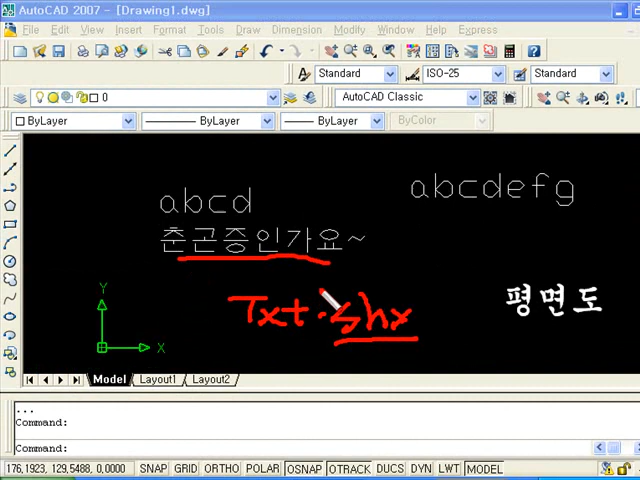 AutoCAD 2007 - [Drawing1.dwg]
File Edit View Insert Format Tools Draw Dimension Modify Window Help Express
Standard ISO-25 Standard
0 AutoCAD Classic
ByLayer ByLayer ByLayer ByColor
abcd
abcdefg
춘곤증인가요~
Txt.shx
평면도
Y
X
Model Layout1 Layout2
...
Command:
Command:
176,1923, 129,5488, 0,0000 SNAP GRID ORTHO POLAR OSNAP OTRACK DUCS DYN LWT MODEL